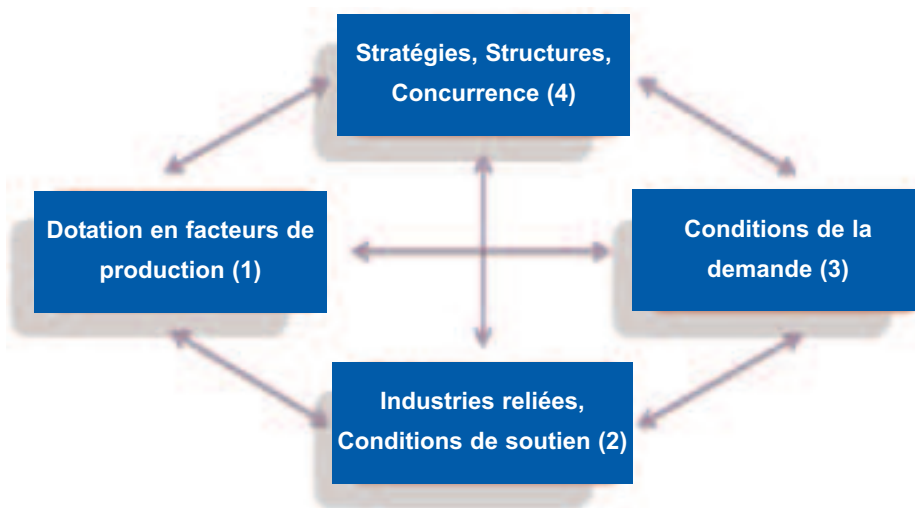 Stratégies, Structures,
Concurrence (4)
Dotation en facteurs de
production (1)
Conditions de la
demande (3)
Industries reliées,
Conditions de soutien (2)